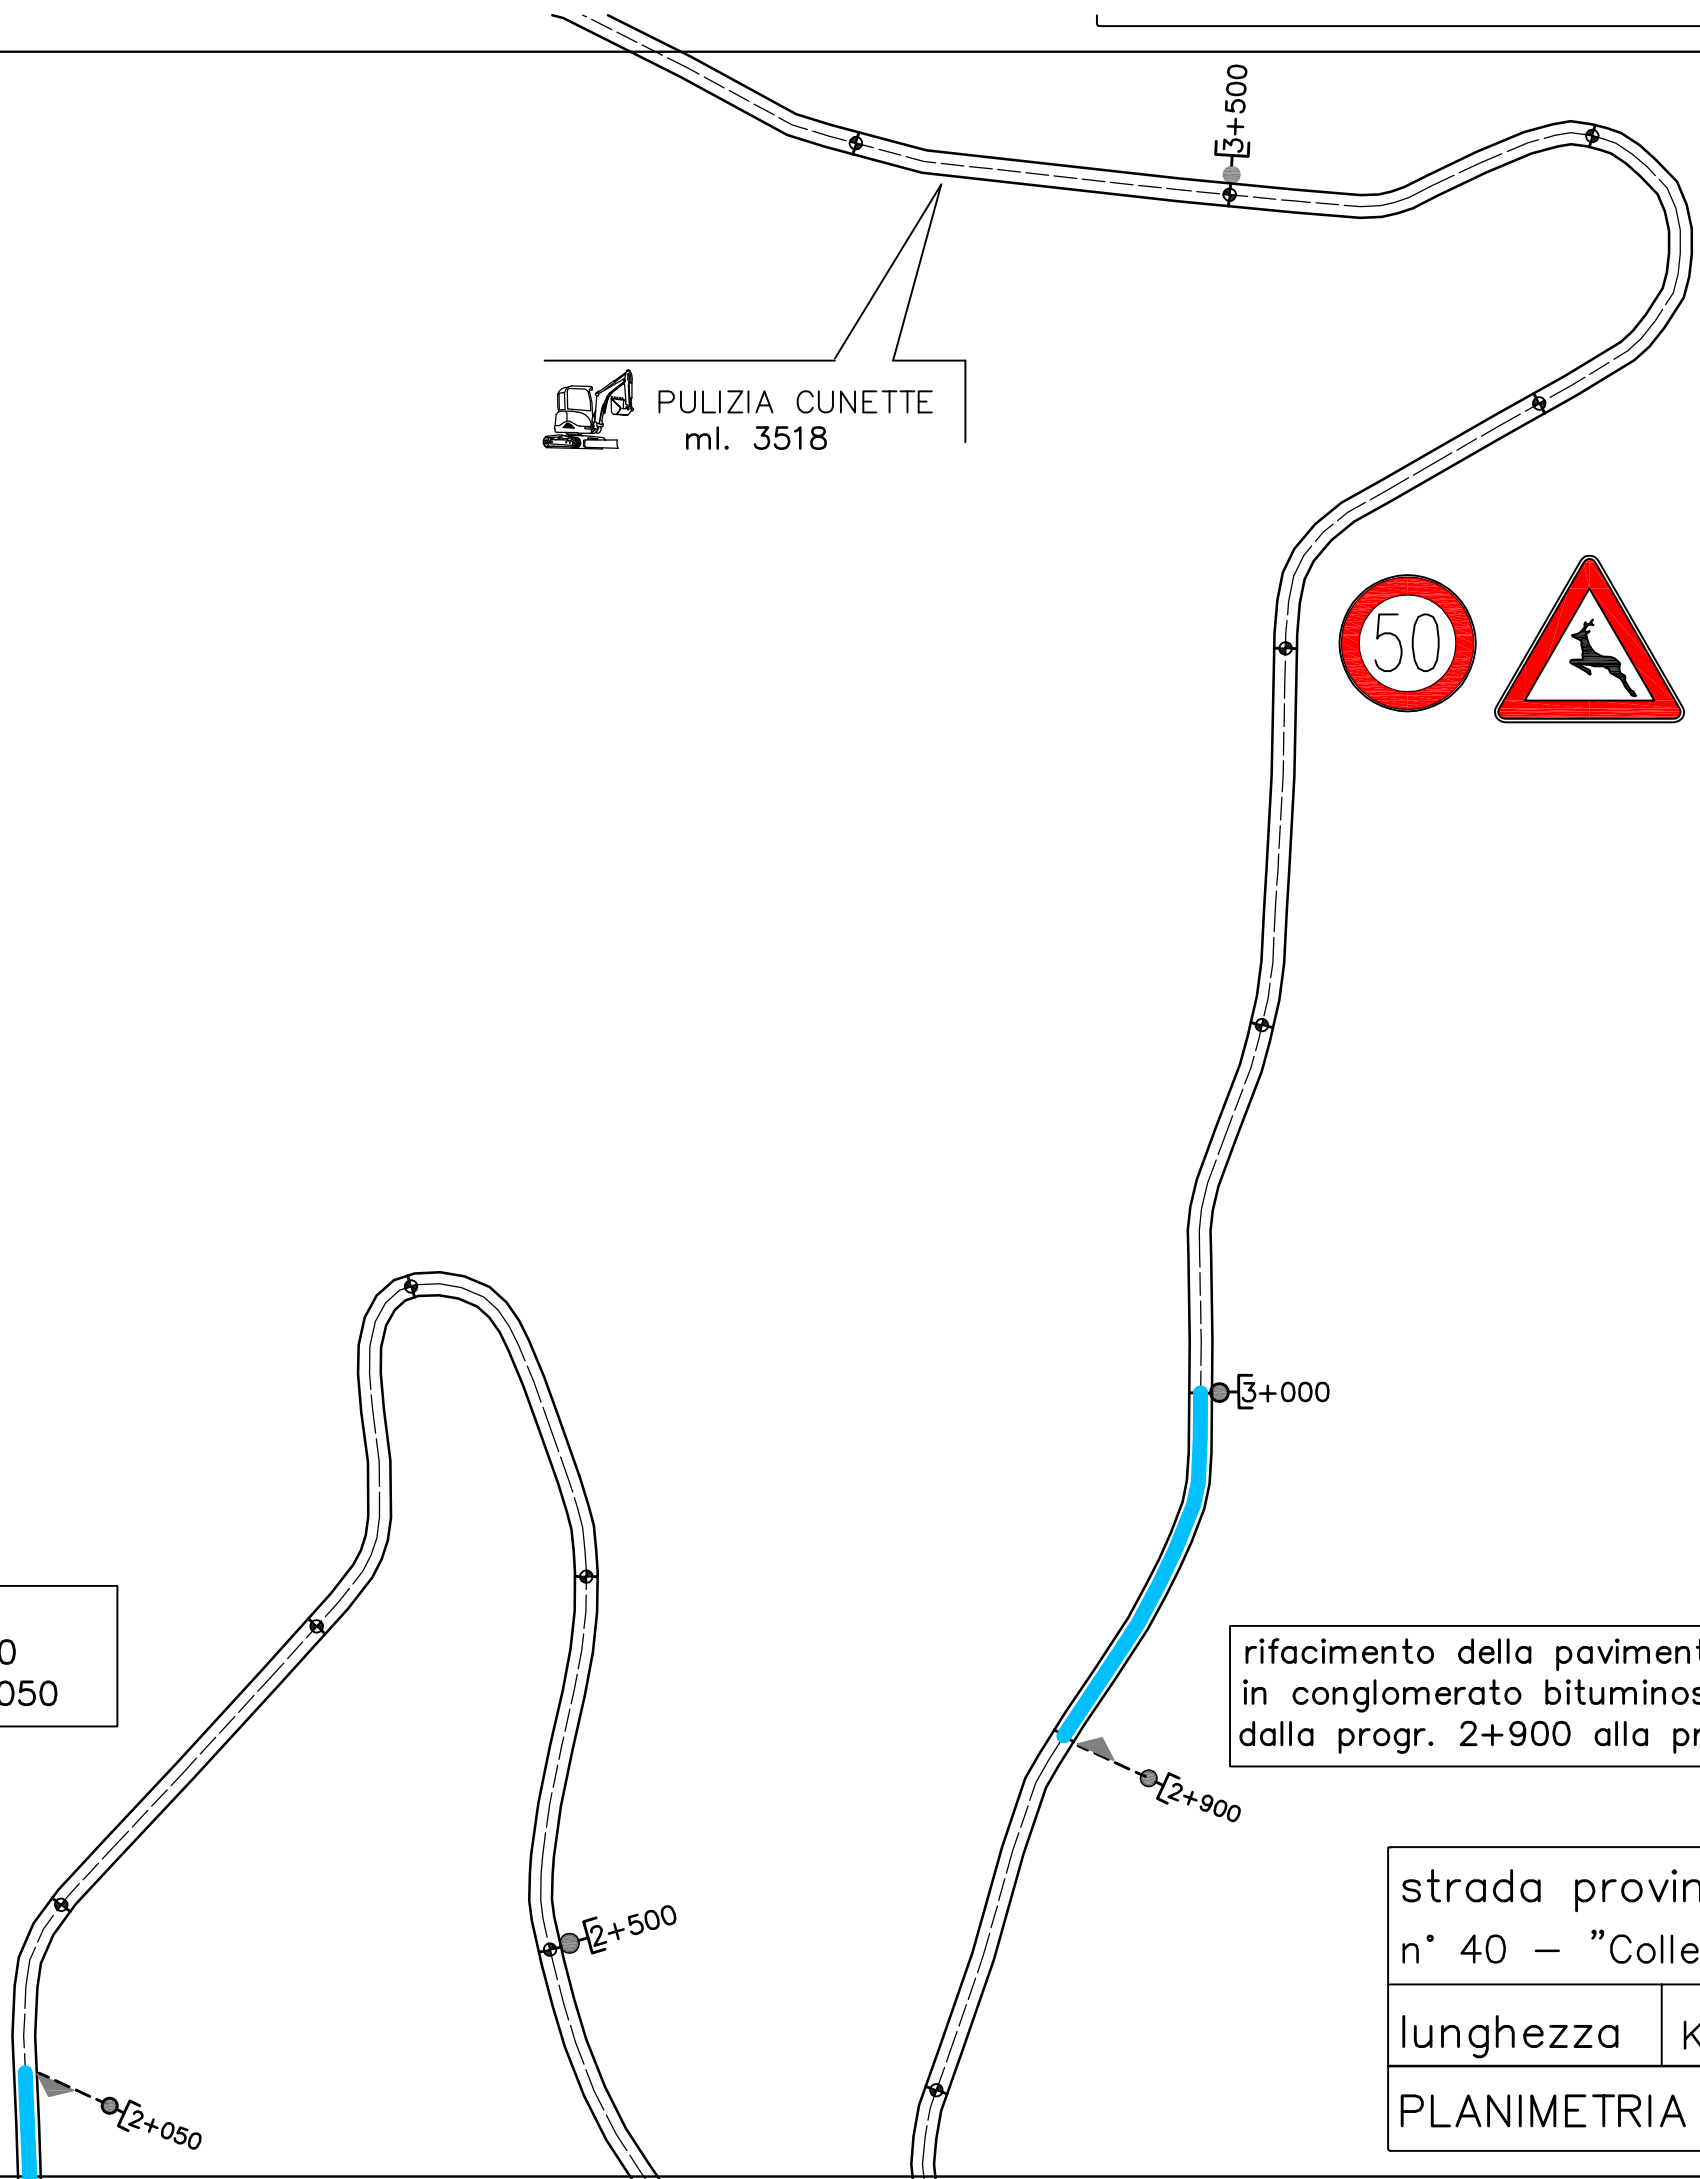 3+500
PULIZIA CUNETTE
ml. 3518
50
3+000
0
050
rifacimento della paviment
in conglomerato bituminos
dalla progr. 2+900 alla pr
2+900
2+500
2+050
strada provin
n° 40 – "Colle
lunghezza K
PLANIMETRIA